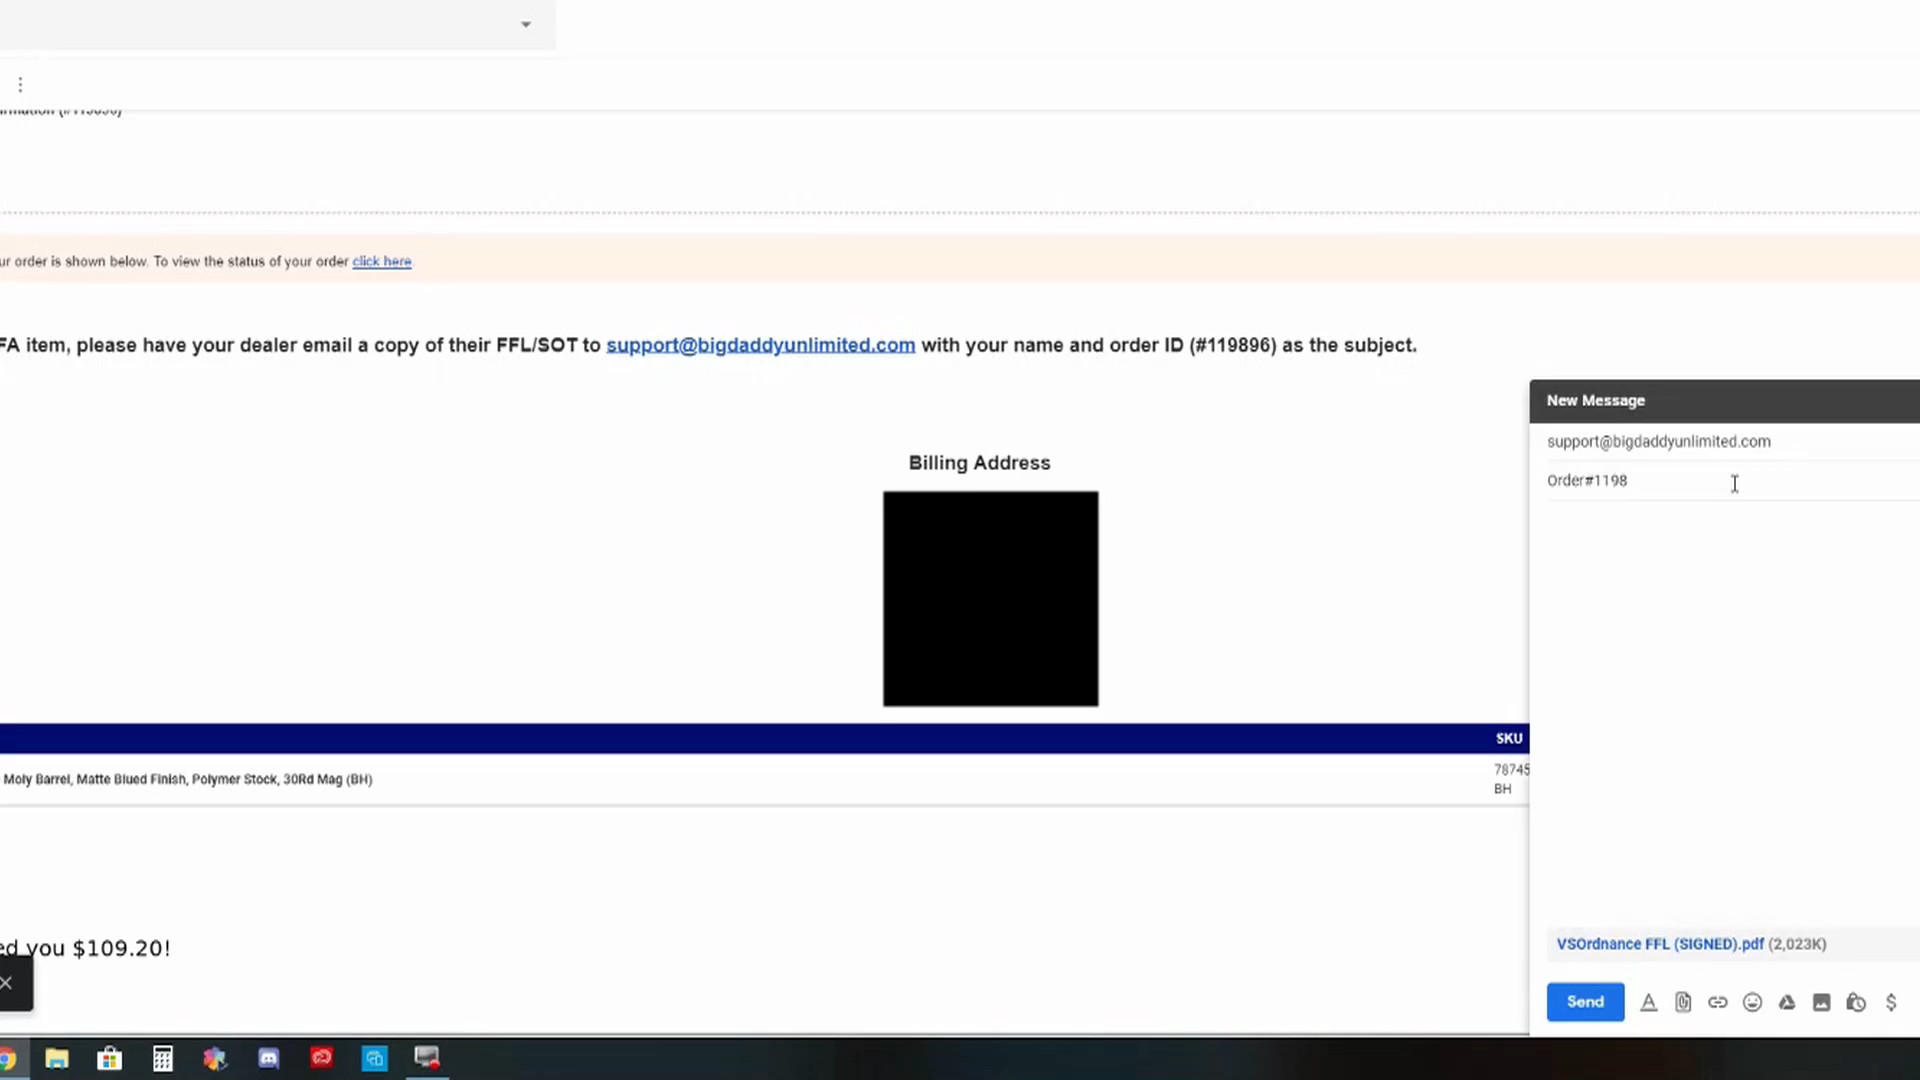 ur order is shown below. To view the status of your order click here.
FA item, please have your dealer email a copy of their FFL/SOT to support@bigdaddyunlimited.com with your name and order ID (#119896) as the subject.
Billing Address
SKU
Moly Barrel, Matte Blued Finish, Polymer Stock, 30Rd Mag (BH)
78745
BH
ed you $109.20!
New Message
support@bigdaddyunlimited.com
Order#1198
VSOrdnance FFL (SIGNED).pdf (2,023K)
Send